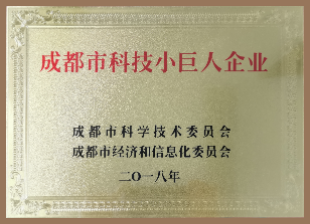 成都市科技小巨人企业
成都市科学技术委员会
成都市经济和信息化委员会
二〇一八年